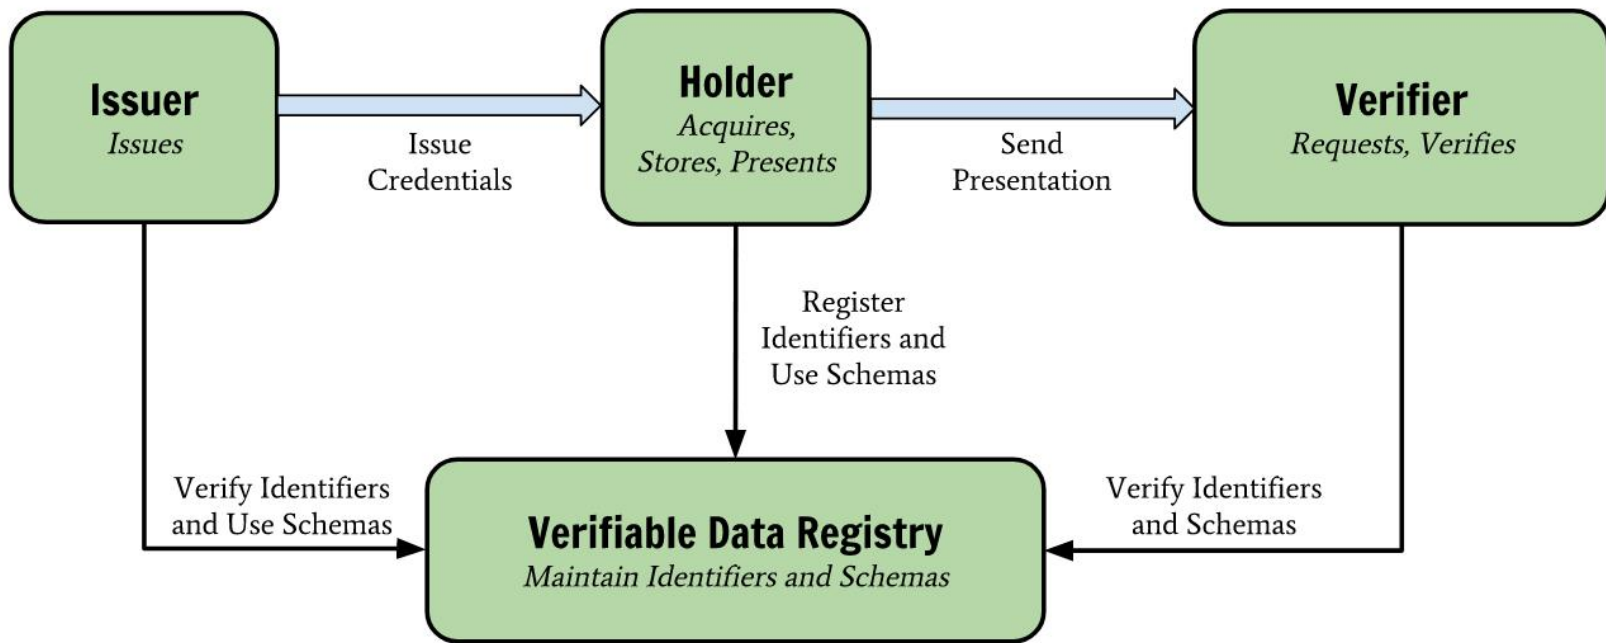 Issuer
Issues
Issue
Credentials
Holder
Acquires,
Stores, Presents
Send
Presentation
Verifier
Requests, Verifies
Register
Identifiers and
Use Schemas
Verify Identifiers
and Use Schemas
Verifiable Data Registry
Maintain Identifiers and Schemas
Verify Identifiers
and Schemas